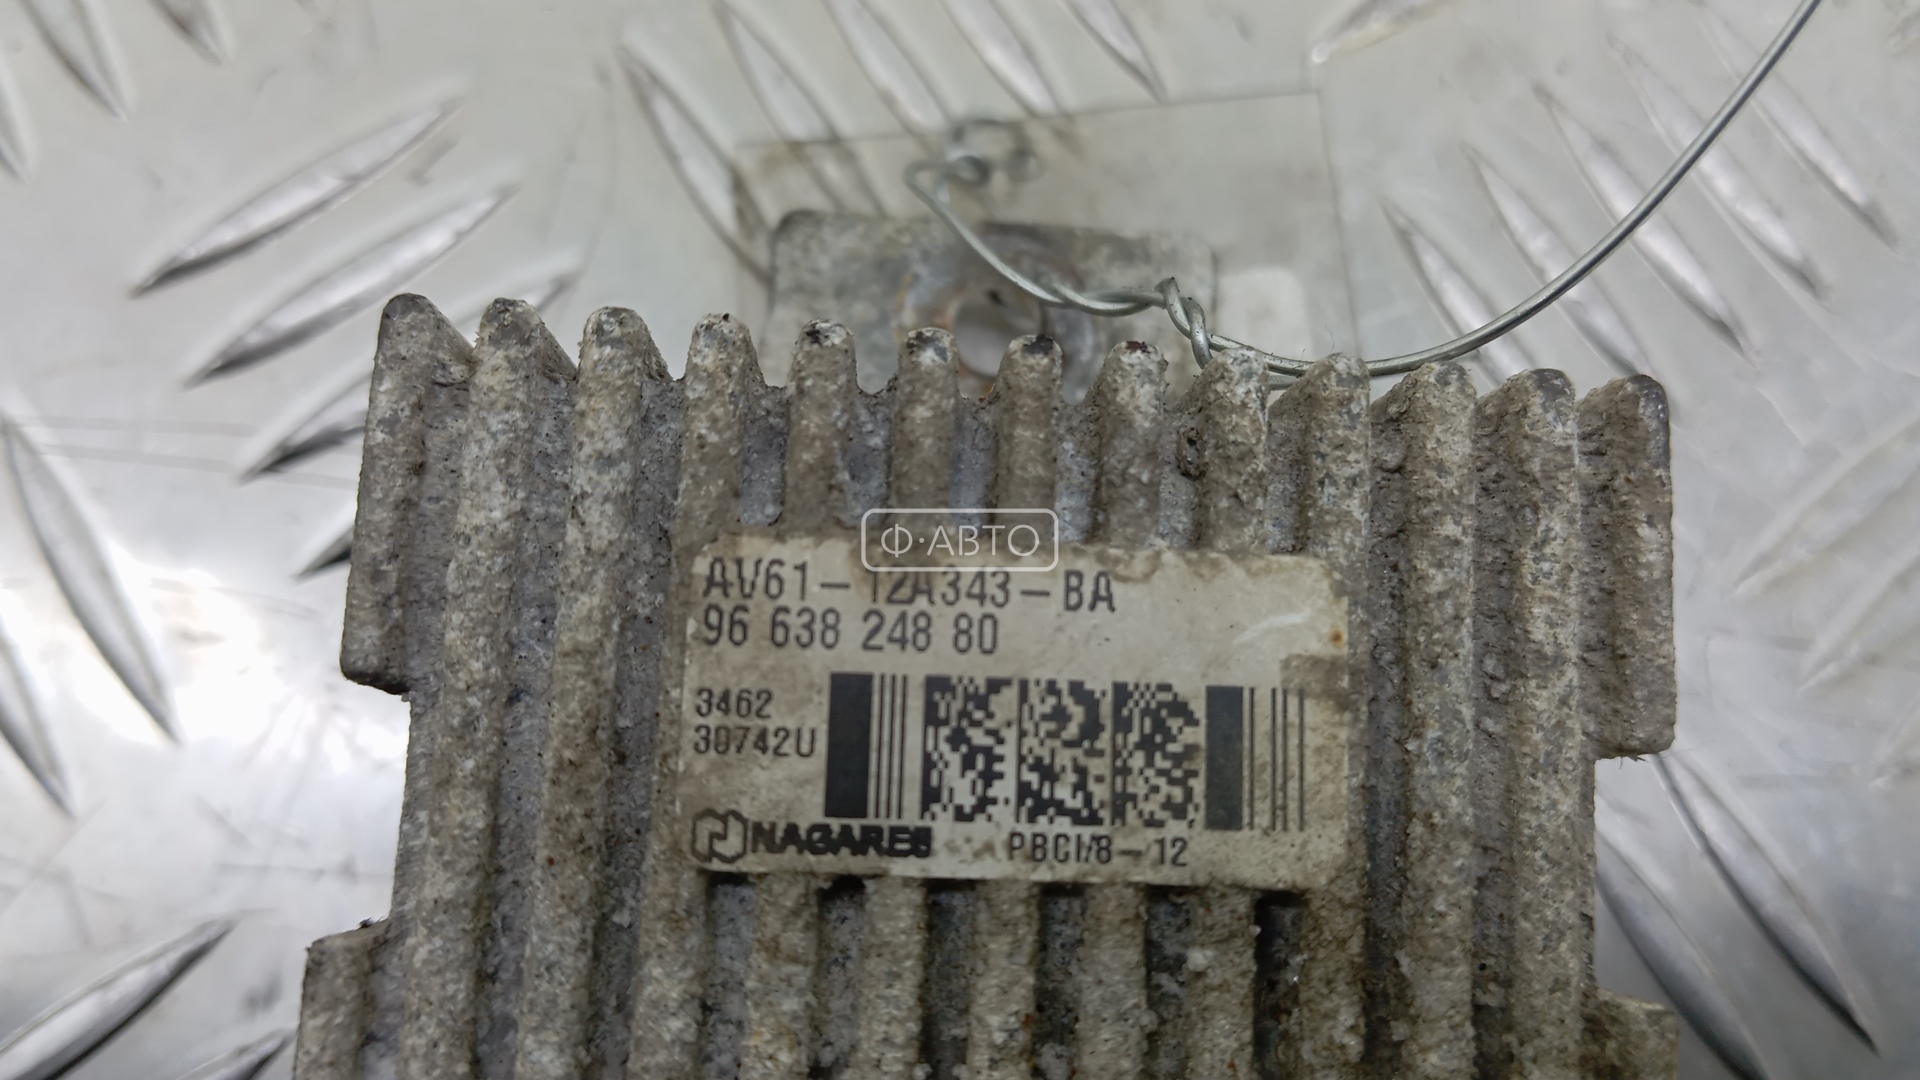 Ф·АВТО
AV61-12A343-BA
96 638 248 80
3462
30742U
NAGARES
PBCI/8-12